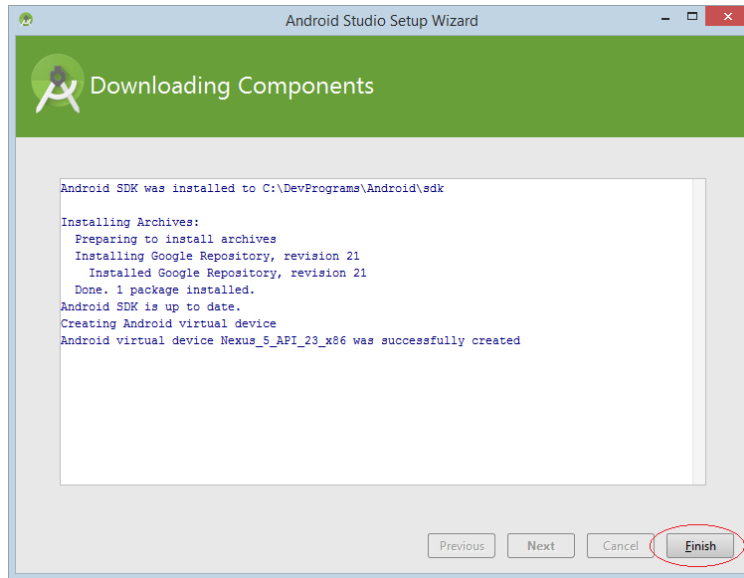 Android Studio Setup Wizard
Downloading Components
Android SDK was installed to C:\DevPrograms\Android\sdk
Installing Archives:
Preparing to install archives
Installing Google Repository, revision 21
Installed Google Repository, revision 21
Done. 1 package installed.
Android SDK is up to date.
Creating Android virtual device
Android virtual device Nexus_5_API_23_x86 was successfully created
Previous Next Cancel Finish